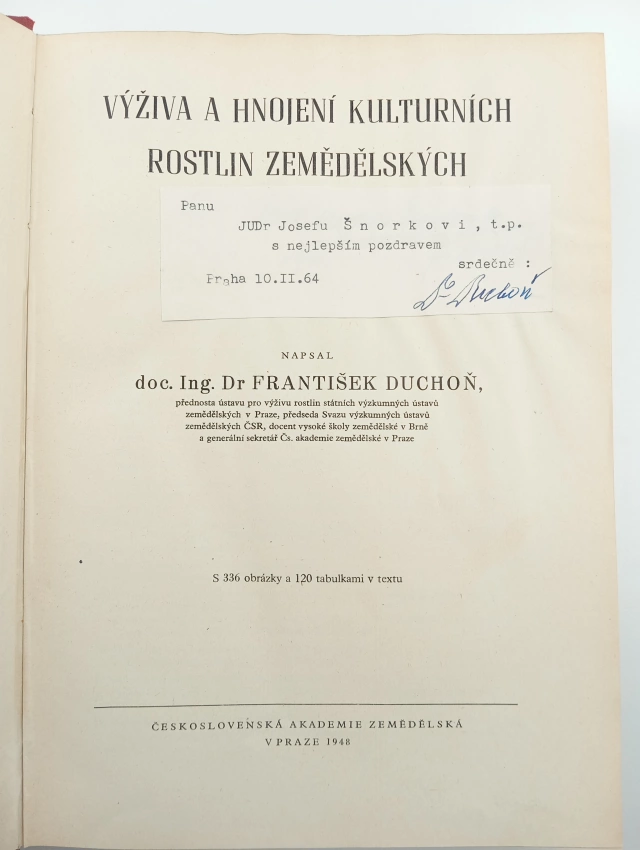 VÝŽIVA A HNOJENÍ KULTURNÍCH
ROSTLIN ZEMĚDĚLSKÝCH
Panu
JUDr Josefu Šnorkovi, t.p.
s nejlepším pozdravem
srdečně :
Praha 10.II.64
Dr Duchoň
NAPSAL
doc. Ing. Dr FRANTIŠEK DUCHOŇ,
přednosta ústavu pro výživu rostlin státních výzkumných ústavů
zemědělských v Praze, předseda Svazu výzkumných ústavů
zemědělských ČSR, docent vysoké školy zemědělské v Brně
a generální sekretář Čs. akademie zemědělské v Praze
S 336 obrázky a 120 tabulkami v textu
ČESKOSLOVENSKÁ AKADEMIE ZEMĚDĚLSKÁ
V PRAZE 1948